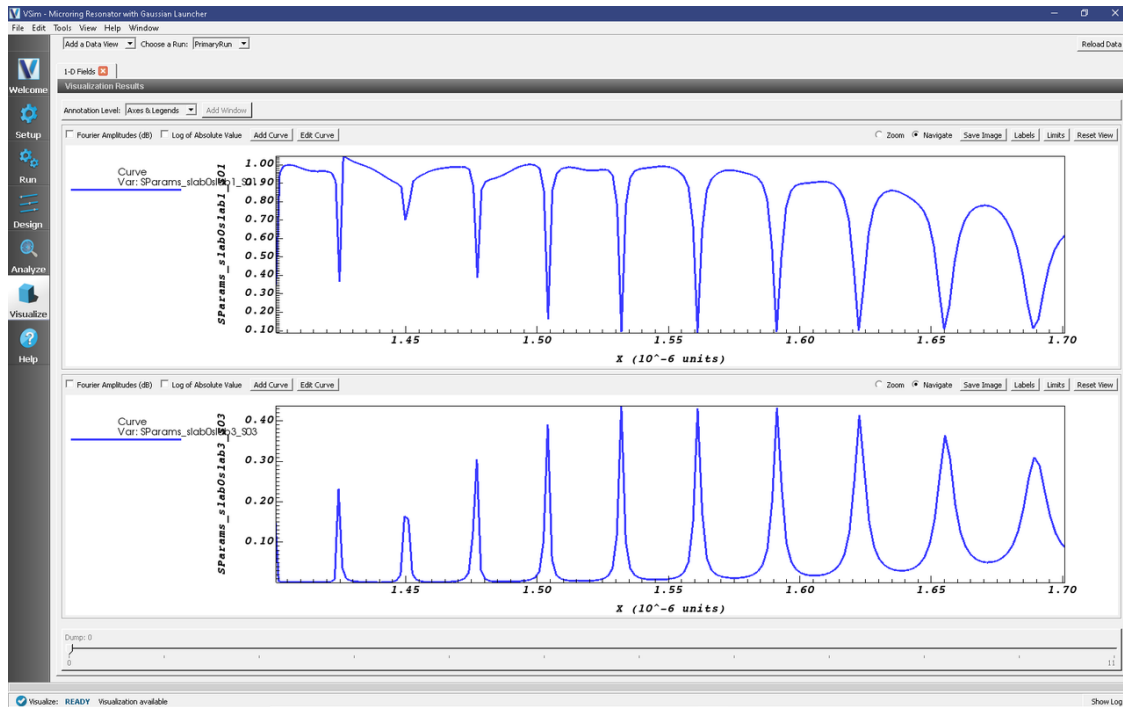 VSim - Microring Resonator with Gaussian Launcher
File Edit Tools View Help Window
Add a Data View Choose a Run: PrimaryRun Reload Data
Welcome
Setup
Run
Design
Analyze
Visualize
Help
1-D Fields
Visualization Results
Annotation Level: Axes & Legends Add Window
Fourier Amplitudes (dB) Log of Absolute Value Add Curve Edit Curve Zoom Navigate Save Image Labels Limits Reset View
Curve
Var: SParams_slab0slab1_S01
SParams_slab0slab1_S01
1.00
0.90
0.80
0.70
0.60
0.50
0.40
0.30
0.20
0.10
1.45 1.50 1.55 1.60 1.65 1.70
X (10^-6 units)
Fourier Amplitudes (dB) Log of Absolute Value Add Curve Edit Curve Zoom Navigate Save Image Labels Limits Reset View
Curve
Var: SParams_slab0slab3_S03
SParams_slab0slab3_S03
0.40
0.30
0.20
0.10
1.45 1.50 1.55 1.60 1.65 1.70
X (10^-6 units)
Dump: 0
0 11
Visualize: READY Visualization available Show Log